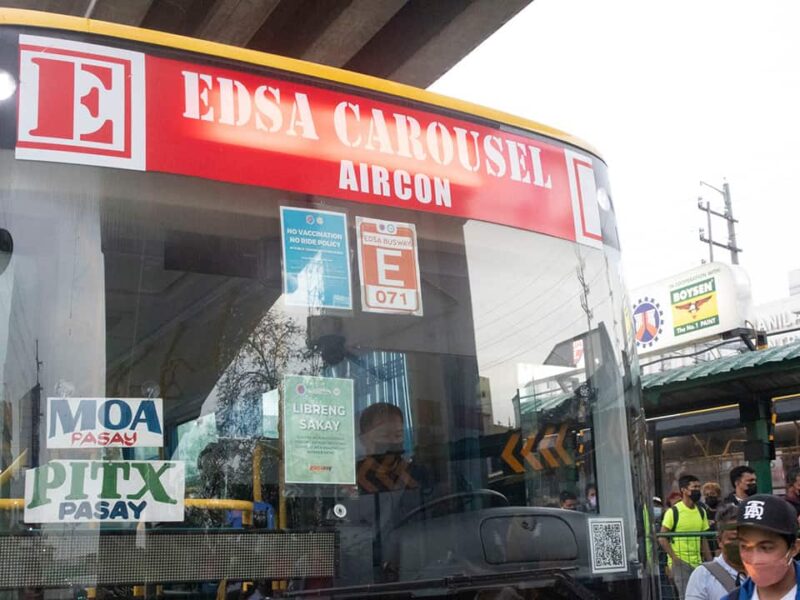 E
EDSA CAROUSEL
AIRCON
NO VACCINATION
NO RIDE POLICY
EDSA BUSWAY
E
071
LIBRENG
SAKAY
MOA
PASAY
PITX
PASAY
BOYSEN
The No.1 PAINT